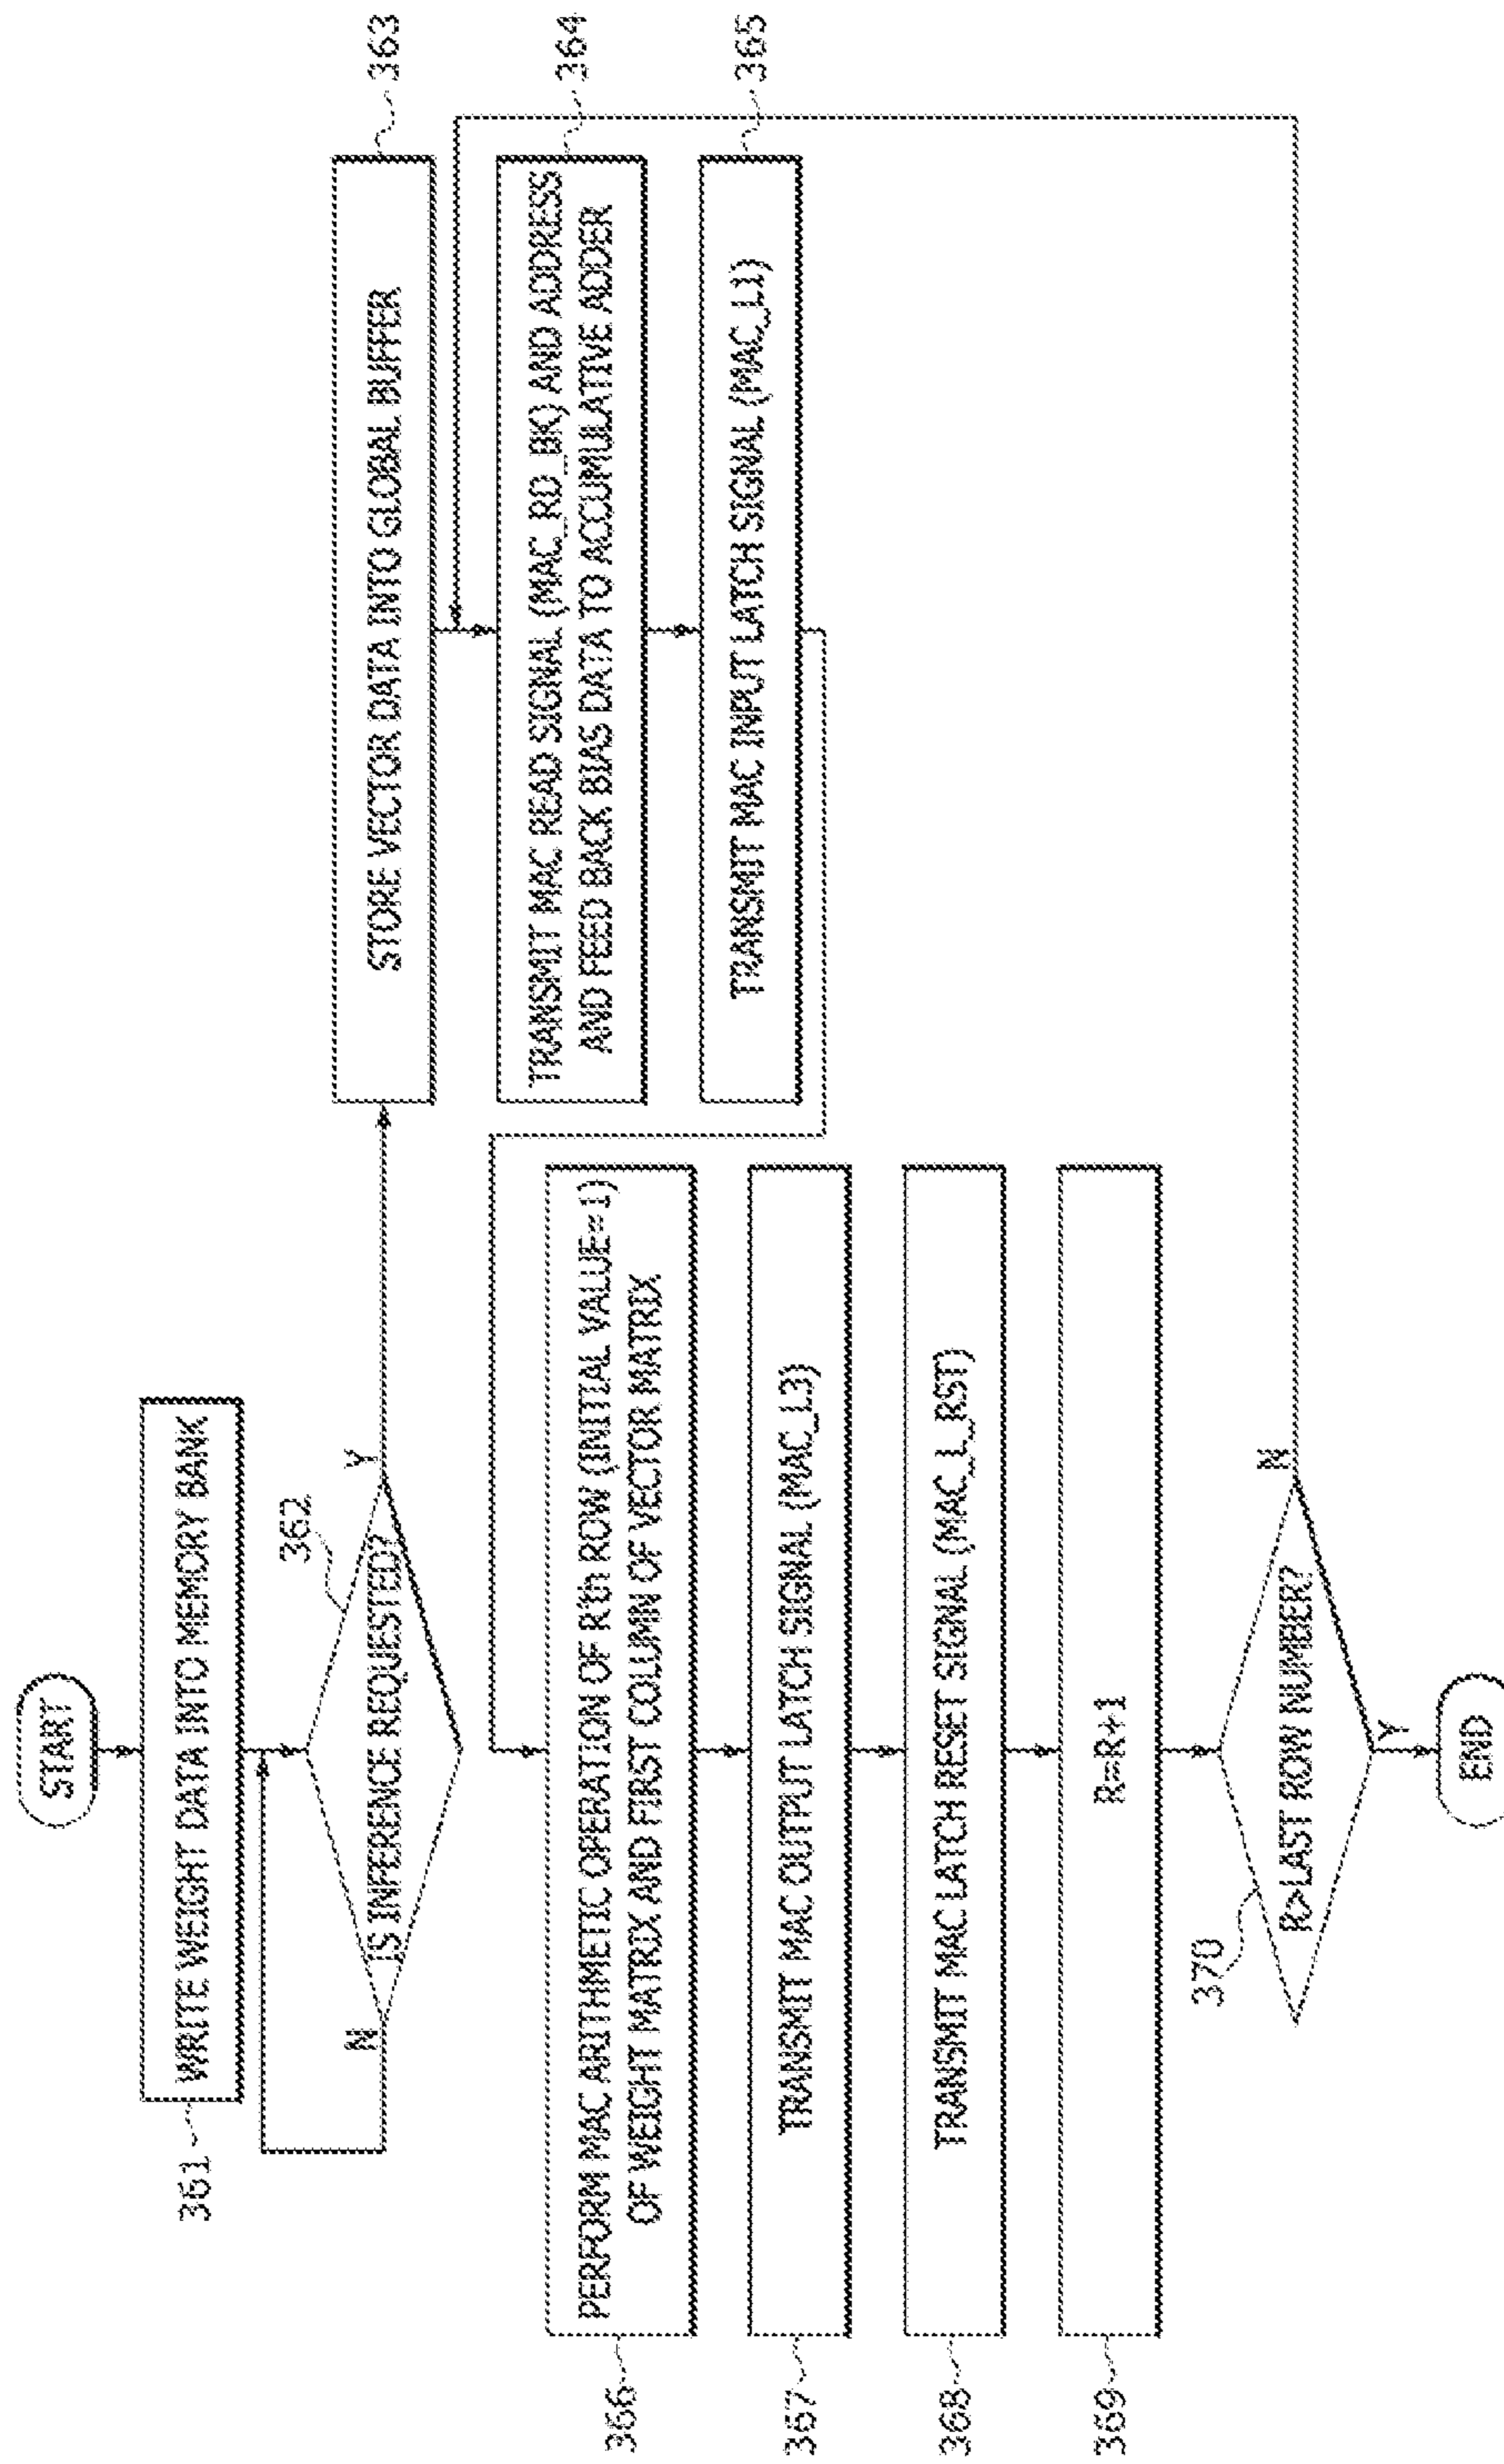 START
WRITE WEIGHT DATA INTO MEMORY BANK
361
362
IS INFERENCE REQUESTED?
N
Y
STORE VECTOR DATA INTO GLOBAL BUFFER
363
TRANSMIT MAC READ SIGNAL (MAC_RD_BK) AND ADDRESS
AND FEED BACK BIAS DATA TO ACCUMULATIVE ADDER
364
TRANSMIT MAC INPUT LATCH SIGNAL (MAC_L1)
365
PERFORM MAC ARITHMETIC OPERATION OF R'th ROW (INITIAL VALUE=1)
OF WEIGHT MATRIX AND FIRST COLUMN OF VECTOR MATRIX
366
TRANSMIT MAC OUTPUT LATCH SIGNAL (MAC_L3)
367
TRANSMIT MAC LATCH RESET SIGNAL (MAC_L_RST)
368
R=R+1
369
370
R>LAST ROW NUMBER?
N
Y
END